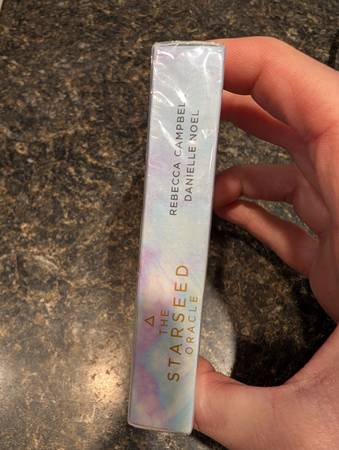 THE
STARSEED
ORACLE
REBECCA CAMPBELL
DANIELLE NOEL